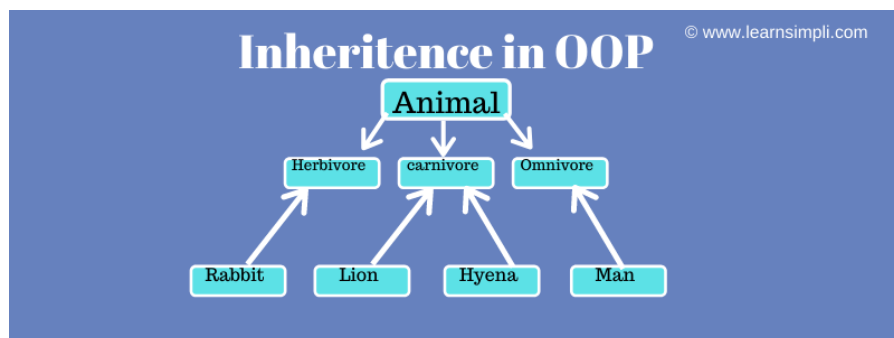 © www.learnsimpli.com
Inheritence in OOP
Animal
Herbivore carnivore Omnivore
Rabbit Lion Hyena Man